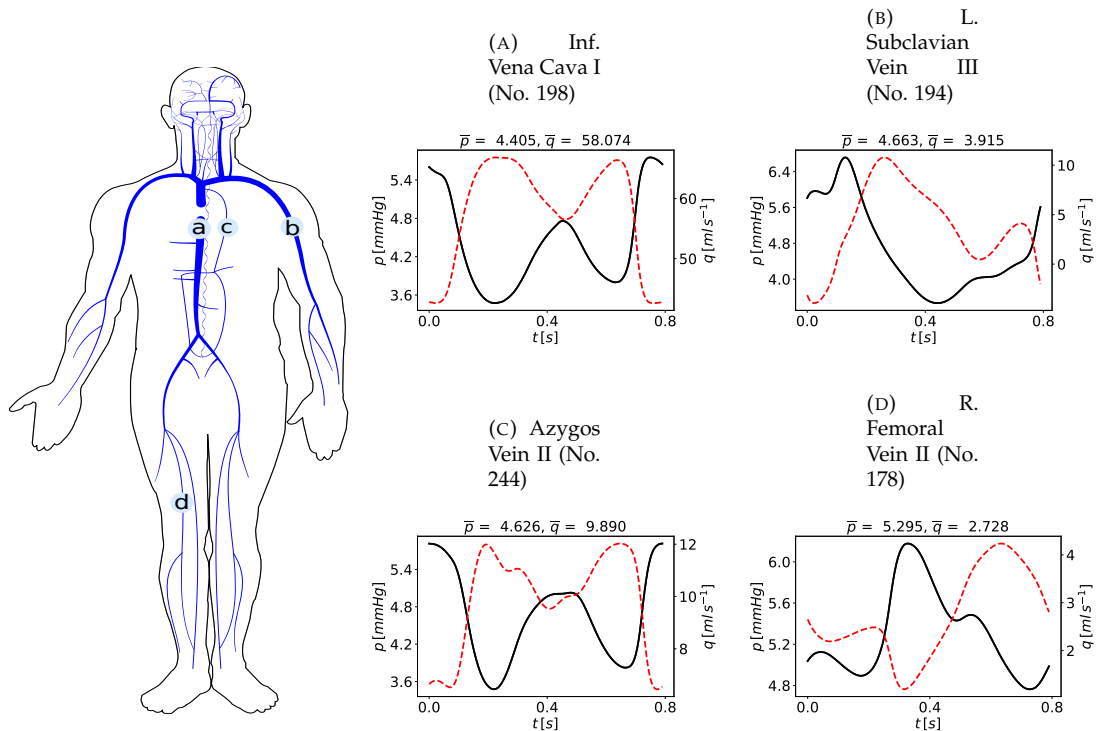 a
c
b
d
(A) Inf.
Vena Cava I
(No. 198)
p̅ = 4.405, q̅ = 58.074
p [mmHg]
5.4
4.8
4.2
3.6
60
50
q [ml s⁻¹]
0.0 0.4 0.8
t [s]
(B) L.
Subclavian
Vein III
(No. 194)
p̅ = 4.663, q̅ = 3.915
p [mmHg]
6.4
5.6
4.8
4.0
10
5
0
q [ml s⁻¹]
0.0 0.4 0.8
t [s]
(C) Azygos
Vein II (No.
244)
p̅ = 4.626, q̅ = 9.890
p [mmHg]
5.4
4.8
4.2
3.6
12
10
8
q [ml s⁻¹]
0.0 0.4 0.8
t [s]
(D) R.
Femoral
Vein II (No.
178)
p̅ = 5.295, q̅ = 2.728
p [mmHg]
6.0
5.6
5.2
4.8
4
3
2
q [ml s⁻¹]
0.0 0.4 0.8
t [s]